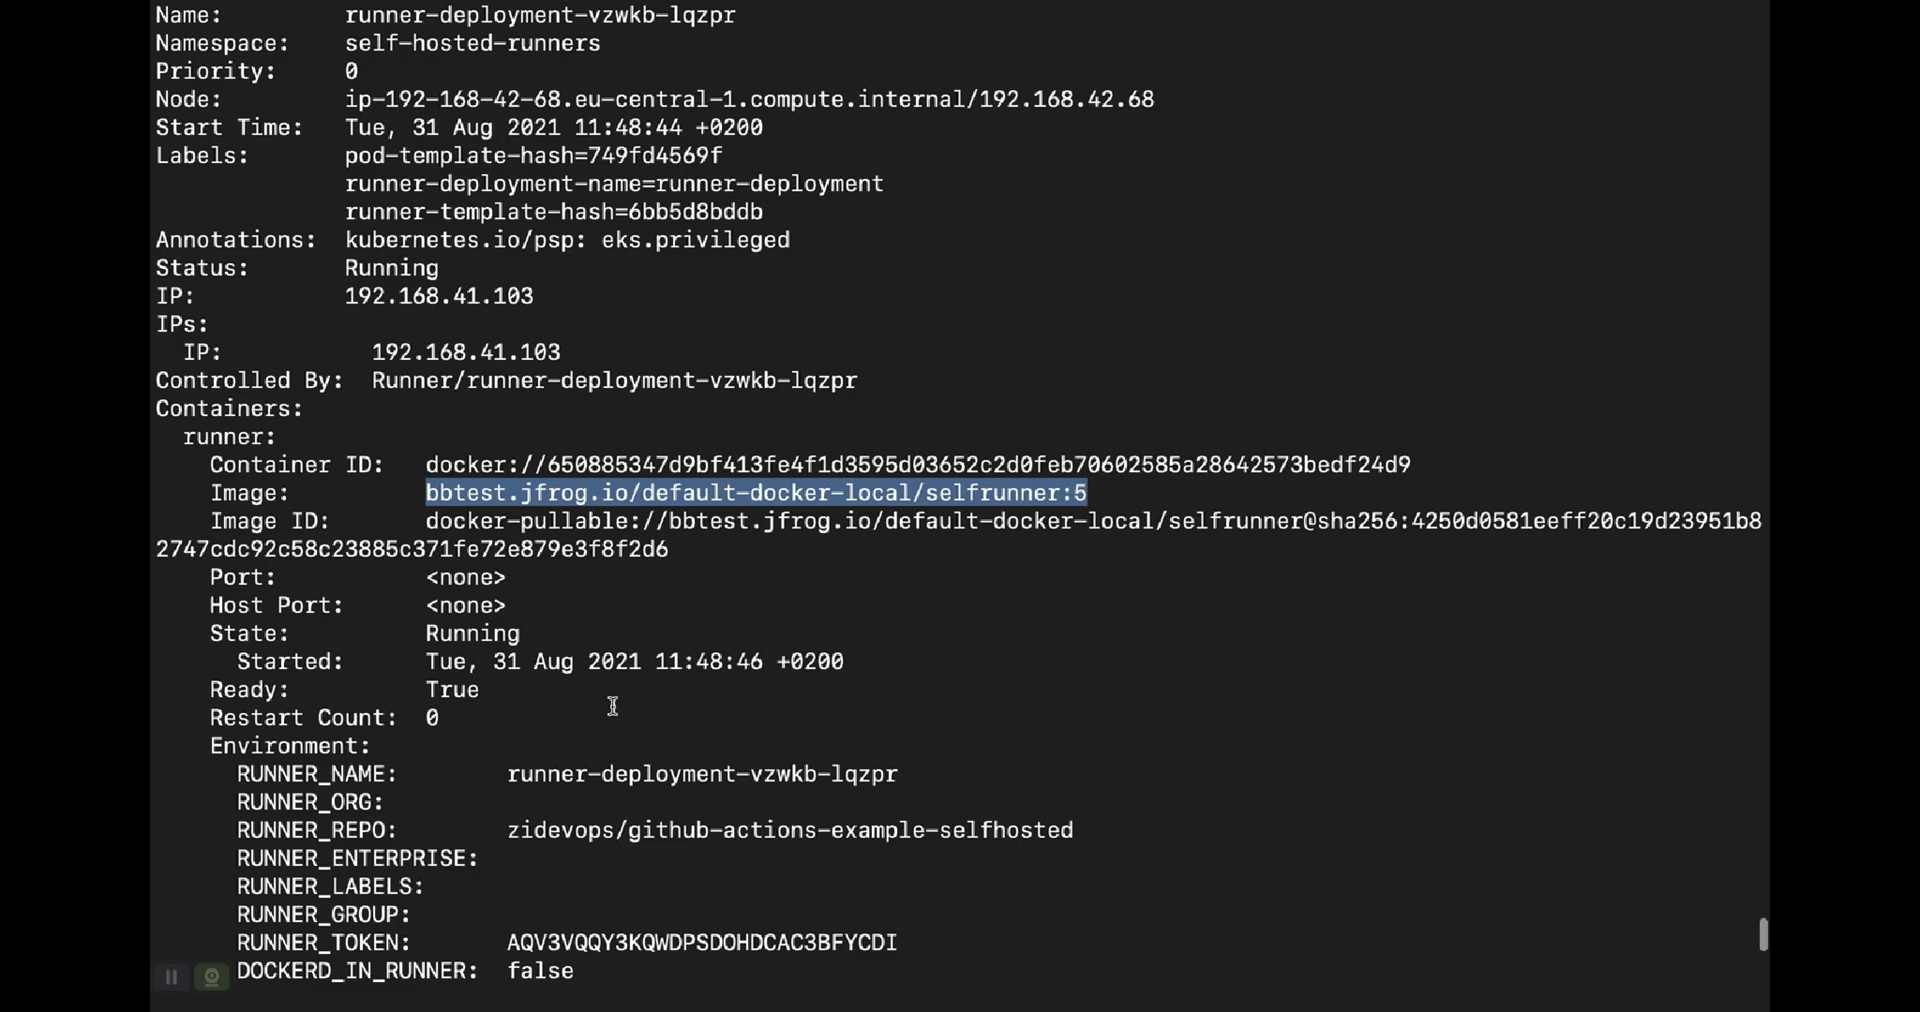 Name:       runner-deployment-vzwkb-lqzpr
Namespace:    self-hosted-runners
Priority:     0
Node:         ip-192-168-42-68.eu-central-1.compute.internal/192.168.42.68
Start Time:   Tue, 31 Aug 2021 11:48:44 +0200
Labels:       pod-template-hash=749fd4569f
              runner-deployment-name=runner-deployment
              runner-template-hash=6bb5d8bddb
Annotations:  kubernetes.io/psp: eks.privileged
Status:       Running
IP:           192.168.41.103
IPs:
  IP:           192.168.41.103
Controlled By:  Runner/runner-deployment-vzwkb-lqzpr
Containers:
  runner:
    Container ID:   docker://650885347d9bf413fe4f1d3595d03652c2d0feb70602585a28642573bedf24d9
    Image:          bbtest.jfrog.io/default-docker-local/selfrunner:5
    Image ID:       docker-pullable://bbtest.jfrog.io/default-docker-local/selfrunner@sha256:4250d0581eeff20c19d23951b8
2747cdc92c58c23885c371fe72e879e3f8f2d6
    Port:           <none>
    Host Port:      <none>
    State:          Running
      Started:      Tue, 31 Aug 2021 11:48:46 +0200
    Ready:          True
    Restart Count:  0
    Environment:
      RUNNER_NAME:        runner-deployment-vzwkb-lqzpr
      RUNNER_ORG:
      RUNNER_REPO:        zidevops/github-actions-example-selfhosted
      RUNNER_ENTERPRISE:
      RUNNER_LABELS:
      RUNNER_GROUP:
      RUNNER_TOKEN:       AQV3VQQY3KQWDPSDOHDCAC3BFYCDI
      DOCKERD_IN_RUNNER:  false